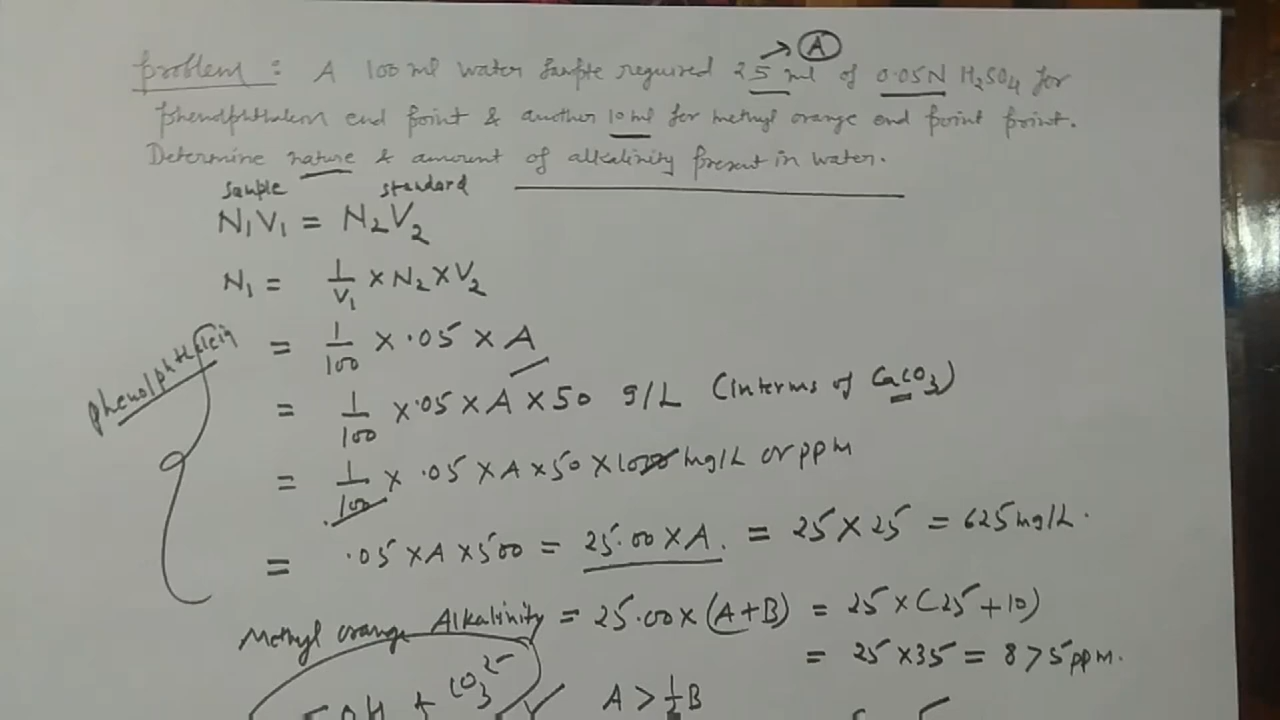 problem : A 100 ml water sample required 25 ml → A of 0.05N H₂SO₄ for
phenolphthalein end point & another 10 ml for methyl orange end point point.
Determine nature & amount of alkalinity present in water.
sample standard
N₁V₁ = N₂V₂
N₁ = 1/V₁ × N₂ × V₂
phenolphthalein
= 1/100 × .05 × A
= 1/100 × .05 × A × 50 g/L (interms of CaCO₃)
= 1/100 × .05 × A × 50 × 1000 mg/L or ppm
= .05 × A × 500 = 25.00 × A. = 25 × 25 = 625 mg/L.
Methyl orange Alkalinity = 25.00 × (A+B) = 25 × (25+10)
= 25 × 35 = 875 ppm.
OH + CO₃²⁻ A > ½B